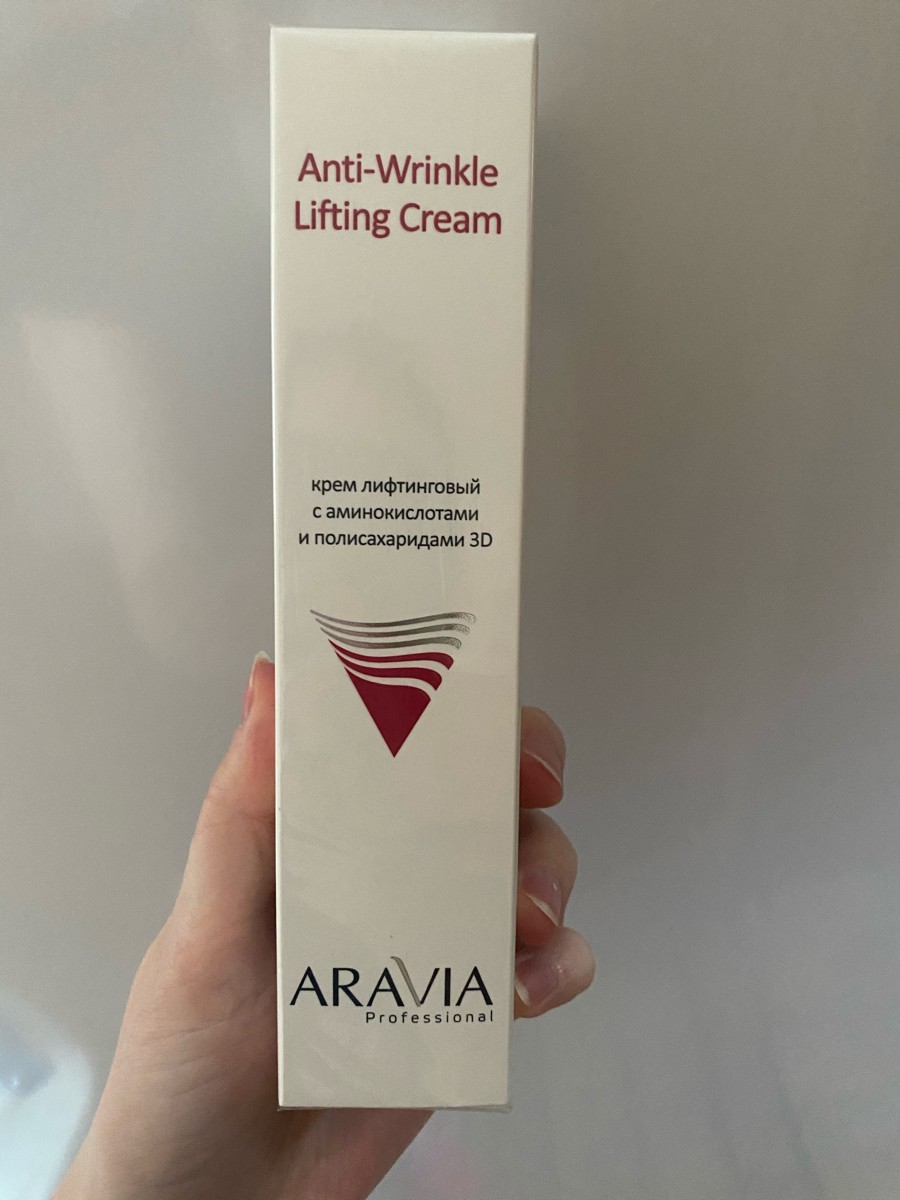 Anti-Wrinkle
Lifting Cream
крем лифтинговый
с аминокислотами
и полисахаридами 3D
ARAVIA
Professional